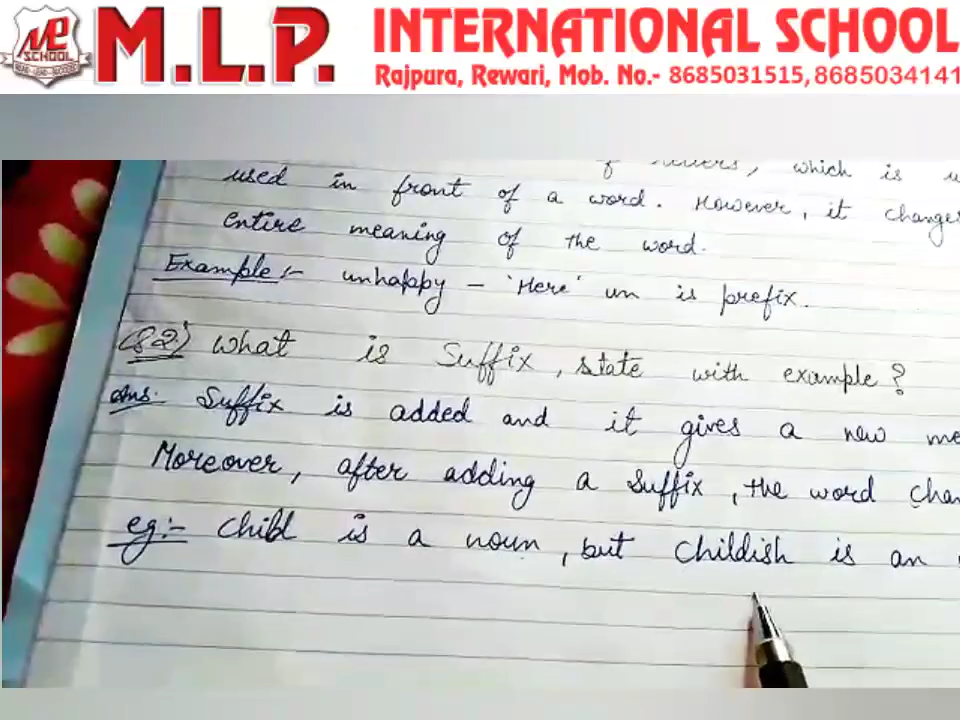 MLP
SCHOOL
M.L.P. INTERNATIONAL SCHOOL
Rajpura, Rewari, Mob. No.- 8685031515, 8685034141
which is
used in front of a word. However, it changes
entire meaning of the word.
Example:- unhappy - 'Here' un is prefix.
Q2) What is Suffix, state with example?
Ans. Suffix is added and it gives a new
Moreover, after adding a Suffix, the word
eg:- Child is a noun, but Childish is an